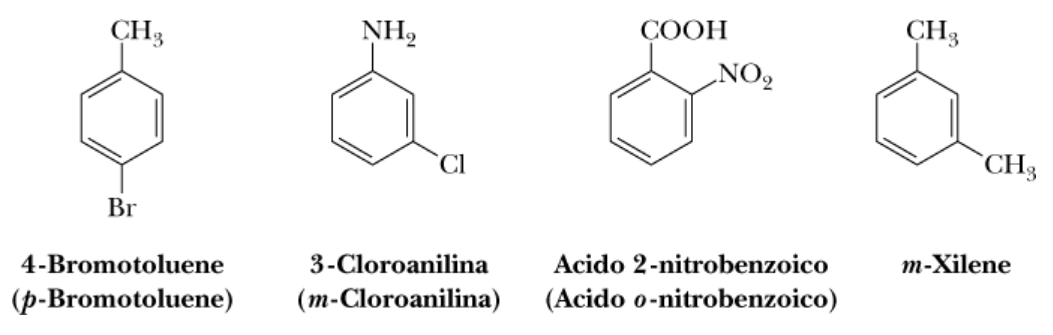 CH₃ NH₂ COOH CH₃
NO₂
Cl CH₃
Br
4-Bromotoluene 3-Cloroanilina Acido 2-nitrobenzoico m-Xilene
(p-Bromotoluene) (m-Cloroanilina) (Acido o-nitrobenzoico)